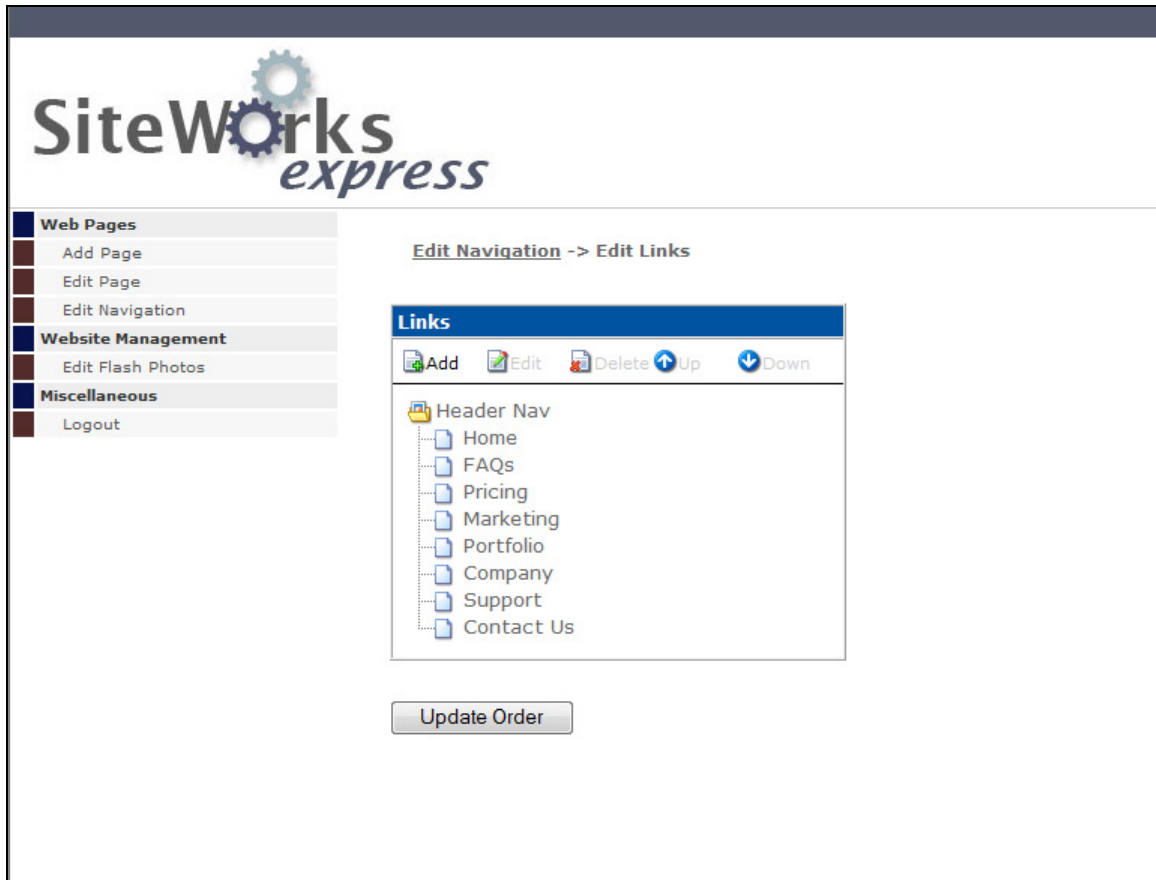 SiteWorks
express
Web Pages
Add Page
Edit Page
Edit Navigation
Website Management
Edit Flash Photos
Miscellaneous
Logout
Edit Navigation -> Edit Links
Links
Add Edit Delete Up Down
Header Nav
Home
FAQs
Pricing
Marketing
Portfolio
Company
Support
Contact Us
Update Order